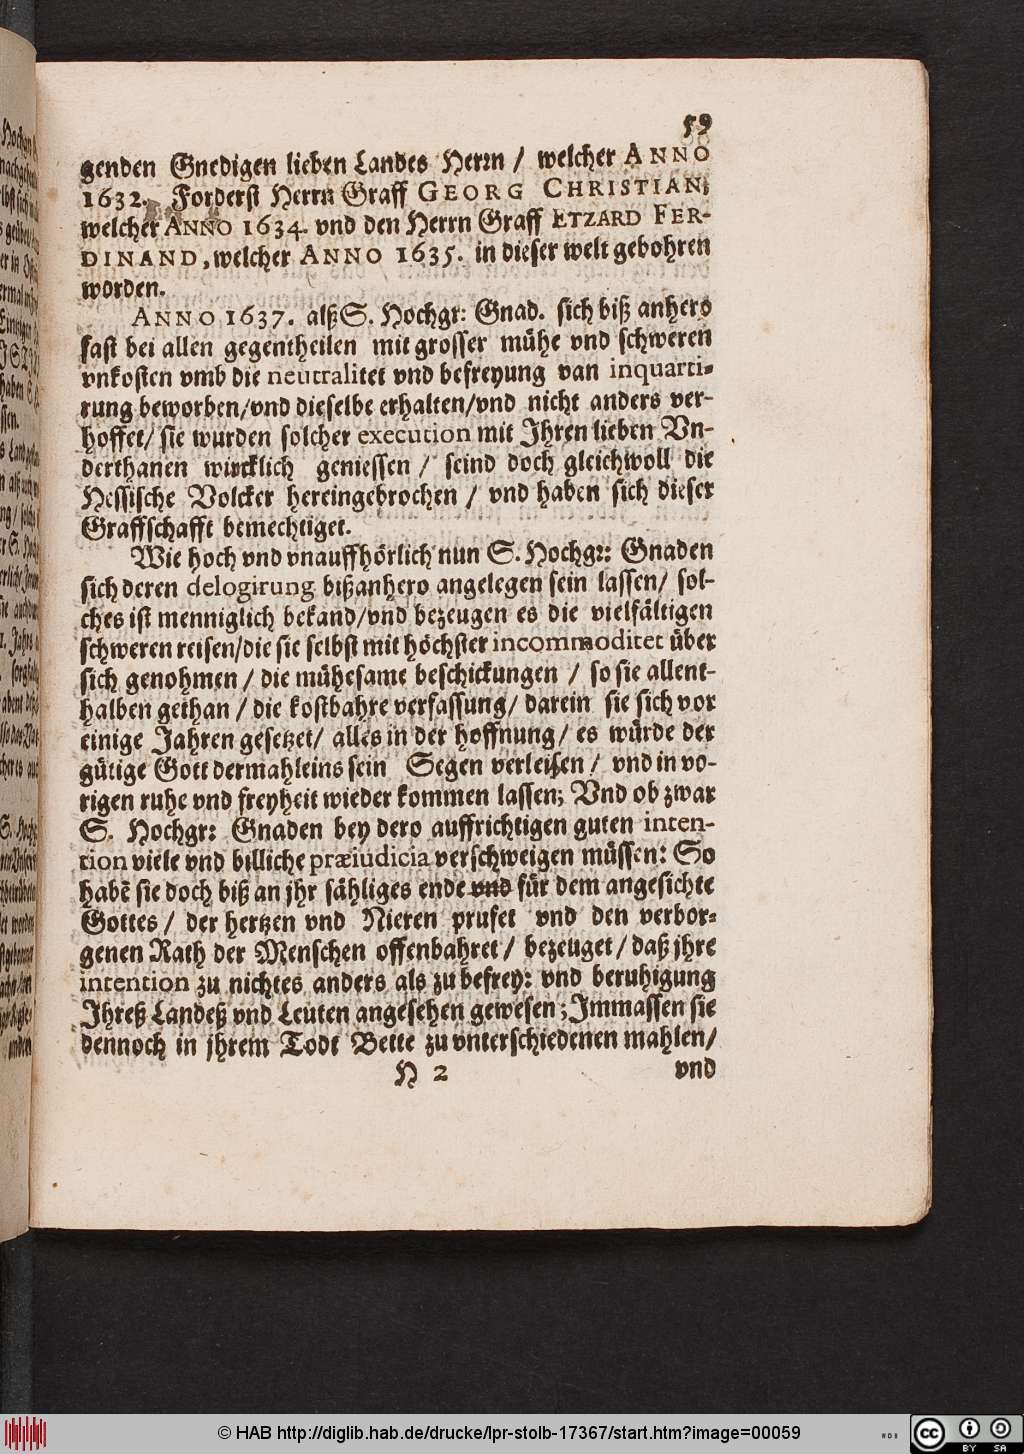 59
genden Gnedigen lieben Landes Herrn / welcher ANNO
1632. Forderst Herrn Graff GEORG CHRISTIAN;
welcher ANNO 1634. vnd den Herrn Graff ETZARD FER-
DINAND, welcher ANNO 1635. in dieser welt gebohren
worden.
ANNO 1637. alß S. Hochgr: Gnad. sich biß anhero
fast bei allen gegentheilen mit grosser mühe vnd schweren
vnkosten vmb die neutralitet vnd befreyung van inquarti-
rung beworben/vnd dieselbe erhalten/vnd nicht anders ver-
hoffet/ sie wurden solcher execution mit Ihren lieben Vn-
derthanen wircklich geniessen / seind doch gleichwoll die
Hessische Volcker hereingebrochen / vnd haben sich dieser
Graffschafft bemechtiget.
Wie hoch vnd vnauffhörlich nun S. Hochgr: Gnaden
sich deren delogirung bißanhero angelegen sein lassen/ sol-
ches ist menniglich bekand/vnd bezeugen es die vielfältigen
schweren reisen/die sie selbst mit höchster incommoditet über
sich genohmen / die mühesame beschickungen / so sie allent-
halben gethan / die kostbahre verfassung/ darein sie sich vor
einige Jahren gesetzet/ alles in der hoffnung/ es würde der
gütige Gott dermahleins sein Segen verleihen / vnd in vo-
rigen ruhe vnd freyheit wieder kommen lassen; Vnd ob zwar
S. Hochgr: Gnaden bey dero auffrichtigen guten inten-
tion viele vnd billiche præiudicia verschweigen müssen: So
habē sie doch biß an jhr sähliges ende vnd für dem angesichte
Gottes / der hertzen vnd Nieren prufet vnd den verbor-
genen Rath der Menschen offenbahret / bezeuget / daß jhre
intention zu nichtes anders als zu befrey: vnd beruhigung
Ihreß Landeß vnd Leuten angesehen gewesen; Immassen sie
dennoch in jhrem Todt Bette zu vnterschiedenen mahlen/
H 2 vnd
© HAB http://diglib.hab.de/drucke/lpr-stolb-17367/start.htm?image=00059
cc BY SA